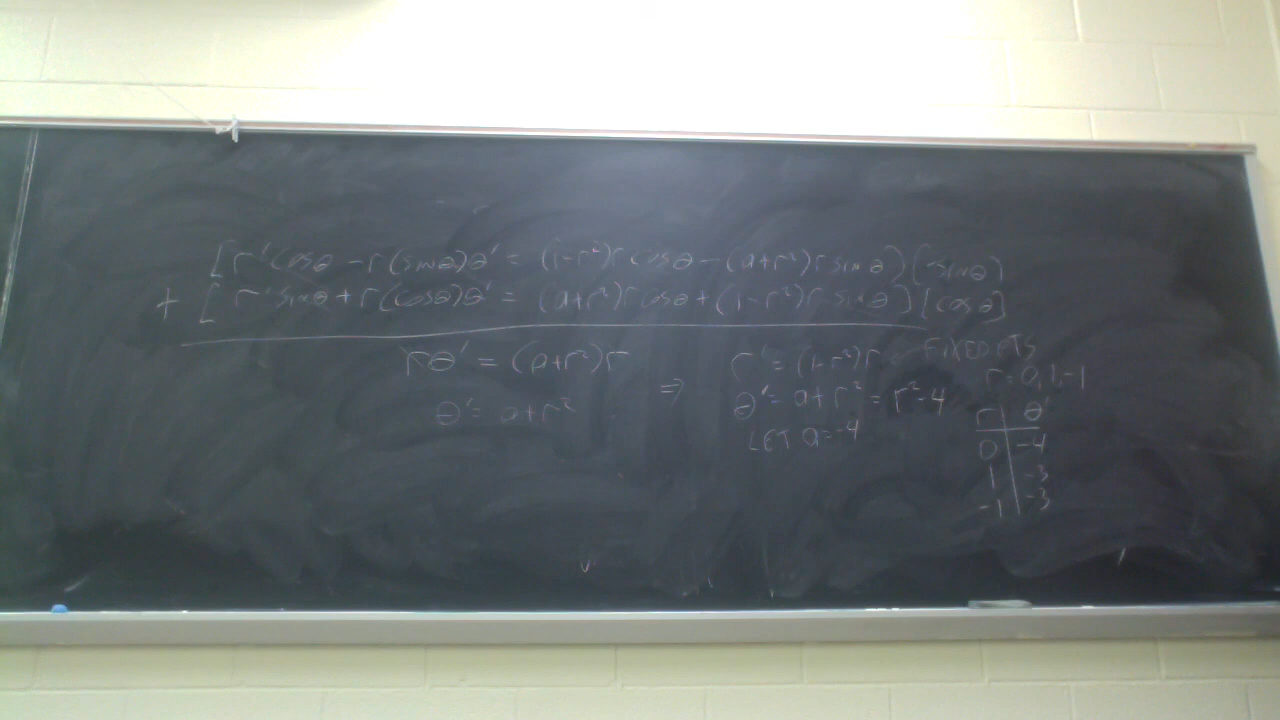 [r'cosθ - r(sinθ)θ' = (1-r²)r cosθ - (a+r²)r sinθ](-sinθ)
+ [r'sinθ + r(cosθ)θ' = (a+r²)r cosθ + (1-r²)r sinθ][cosθ]
rθ' = (a+r²)r
θ' = a+r²
⇒
r' = (1-r²)r
θ' = a+r² = r²-4
LET a=-4
FIXED PTS
r=0,1,-1
r | θ'
0 | -4
1 | -3
-1 | -3